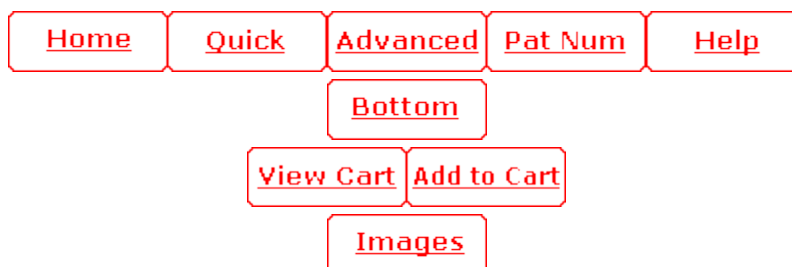 Home Quick Advanced Pat Num Help
Bottom
View Cart Add to Cart
Images